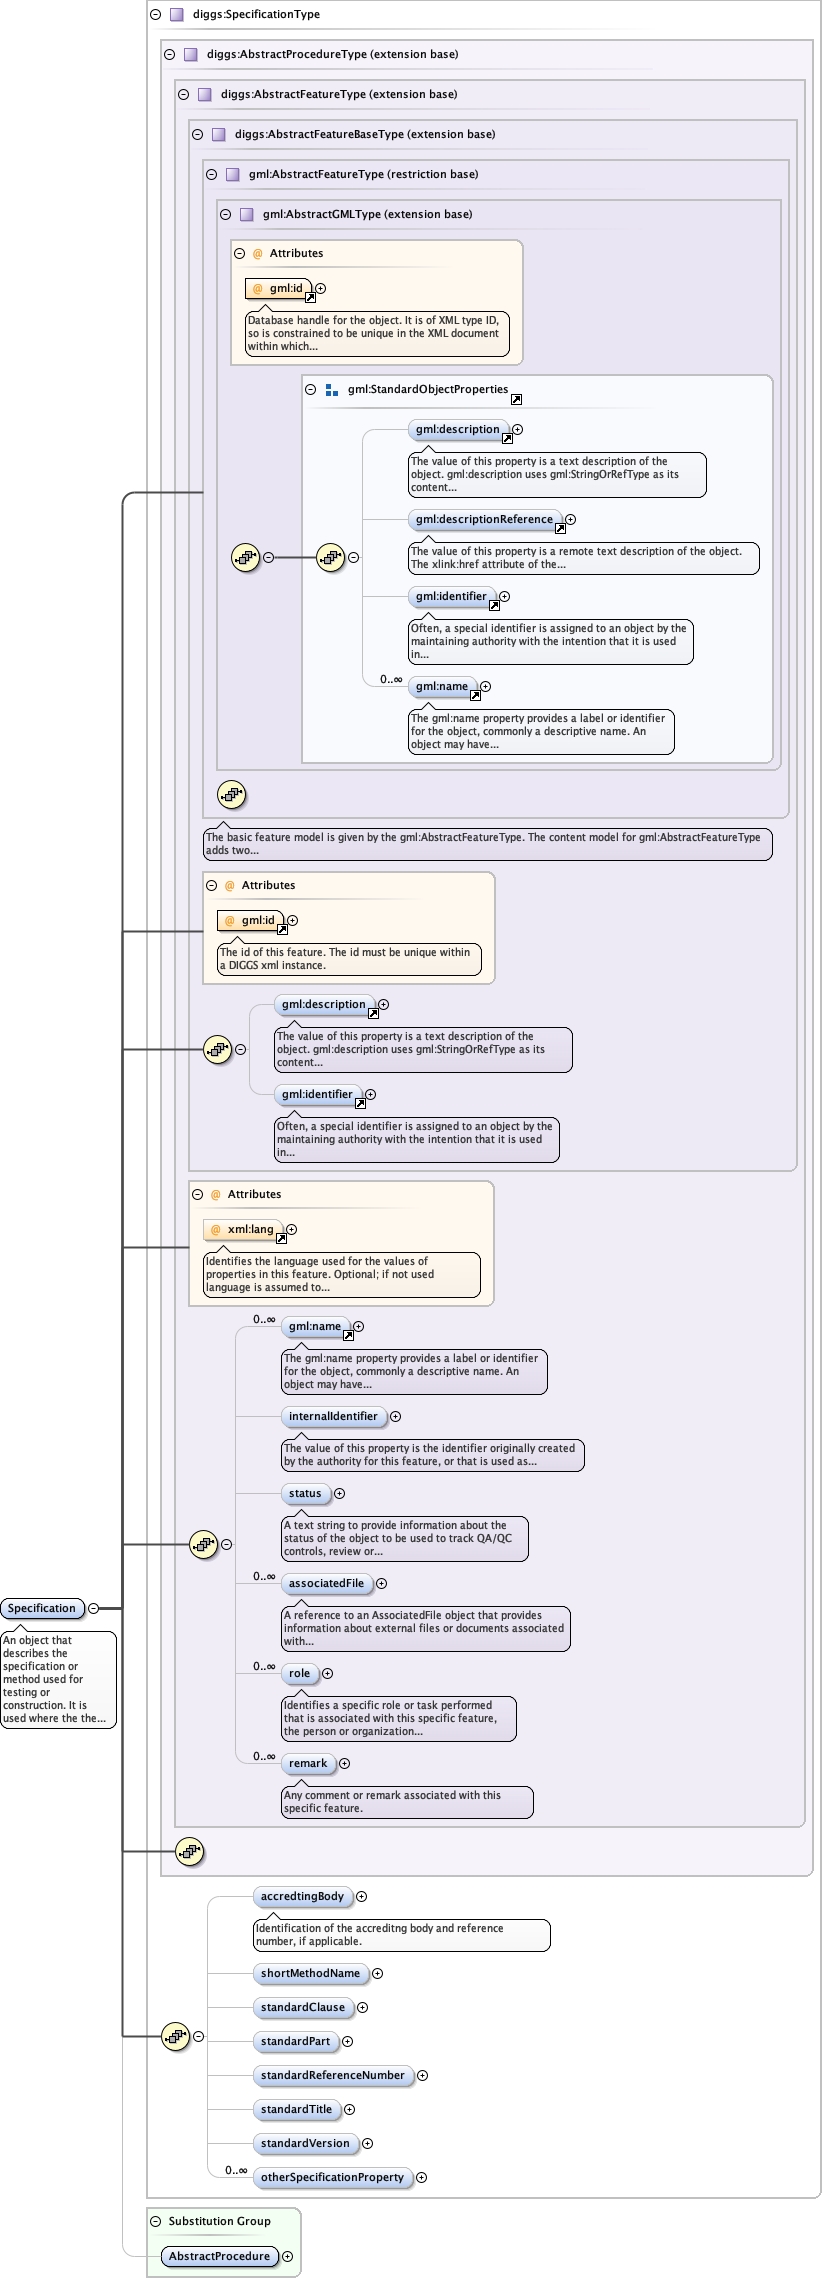 diggs:SpecificationType
diggs:AbstractProcedureType (extension base)
diggs:AbstractFeatureType (extension base)
diggs:AbstractFeatureBaseType (extension base)
gml:AbstractFeatureType (restriction base)
gml:AbstractGMLType (extension base)
@ Attributes
@ gml:id
Database handle for the object. It is of XML type ID,
so is constrained to be unique in the XML document
within which...
gml:StandardObjectProperties
gml:description
The value of this property is a text description of the
object. gml:description uses gml:StringOrRefType as its
content...
gml:descriptionReference
The value of this property is a remote text description of the object.
The xlink:href attribute of the...
gml:identifier
Often, a special identifier is assigned to an object by the
maintaining authority with the intention that it is used
in...
0..∞
gml:name
The gml:name property provides a label or identifier
for the object, commonly a descriptive name. An
object may have...
The basic feature model is given by the gml:AbstractFeatureType. The content model for gml:AbstractFeatureType
adds two...
@ Attributes
@ gml:id
The id of this feature. The id must be unique within
a DIGGS xml instance.
gml:description
The value of this property is a text description of the
object. gml:description uses gml:StringOrRefType as its
content...
gml:identifier
Often, a special identifier is assigned to an object by the
maintaining authority with the intention that it is used
in...
@ Attributes
@ xml:lang
Identifies the language used for the values of
properties in this feature. Optional; if not used
language is assumed to...
0..∞
gml:name
The gml:name property provides a label or identifier
for the object, commonly a descriptive name. An
object may have...
internalIdentifier
The value of this property is the identifier originally created
by the authority for this feature, or that is used as...
status
A text string to provide information about the
status of the object to be used to track QA/QC
controls, review or...
0..∞
associatedFile
A reference to an AssociatedFile object that provides
information about external files or documents associated
with...
0..∞
role
Identifies a specific role or task performed
that is associated with this specific feature,
the person or organization...
0..∞
remark
Any comment or remark associated with this
specific feature.
Specification
An object that
describes the
specification or
method used for
testing or
construction. It is
used where the the...
accredtingBody
Identification of the accreditng body and reference
number, if applicable.
shortMethodName
standardClause
standardPart
standardReferenceNumber
standardTitle
standardVersion
0..∞
otherSpecificationProperty
Substitution Group
AbstractProcedure